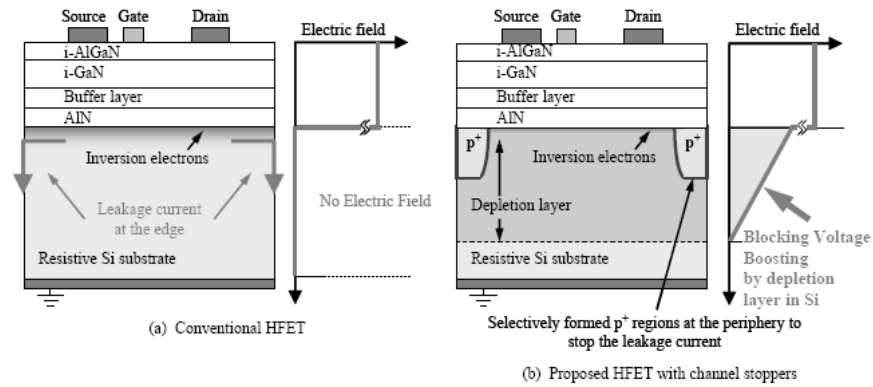 Source Gate Drain
Electric field
i-AlGaN
i-GaN
Buffer layer
AlN
Inversion electrons
Leakage current
at the edge
No Electric Field
Resistive Si substrate
(a) Conventional HFET
Source Gate Drain
Electric field
i-AlGaN
i-GaN
Buffer layer
AlN
p+
p+
Inversion electrons
Depletion layer
Blocking Voltage
Boosting
by depletion
layer in Si
Resistive Si substrate
Selectively formed p+ regions at the periphery to
stop the leakage current
(b) Proposed HFET with channel stoppers